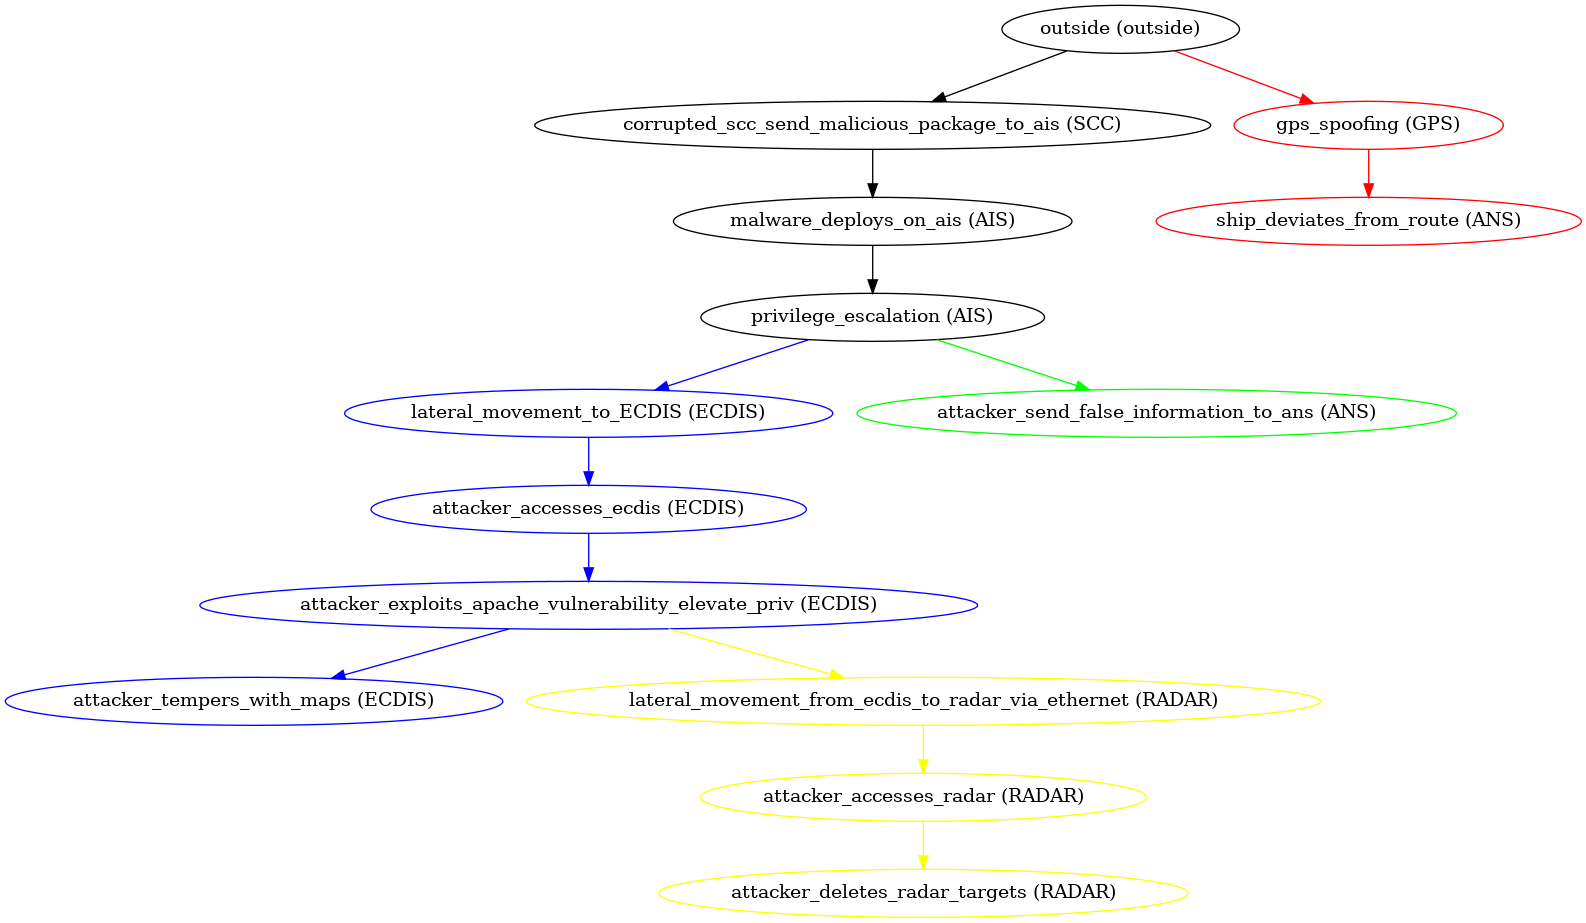 outside (outside)
corrupted_scc_send_malicious_package_to_ais (SCC)
gps_spoofing (GPS)
malware_deploys_on_ais (AIS)
ship_deviates_from_route (ANS)
privilege_escalation (AIS)
lateral_movement_to_ECDIS (ECDIS)
attacker_send_false_information_to_ans (ANS)
attacker_accesses_ecdis (ECDIS)
attacker_exploits_apache_vulnerability_elevate_priv (ECDIS)
attacker_tempers_with_maps (ECDIS)
lateral_movement_from_ecdis_to_radar_via_ethernet (RADAR)
attacker_accesses_radar (RADAR)
attacker_deletes_radar_targets (RADAR)